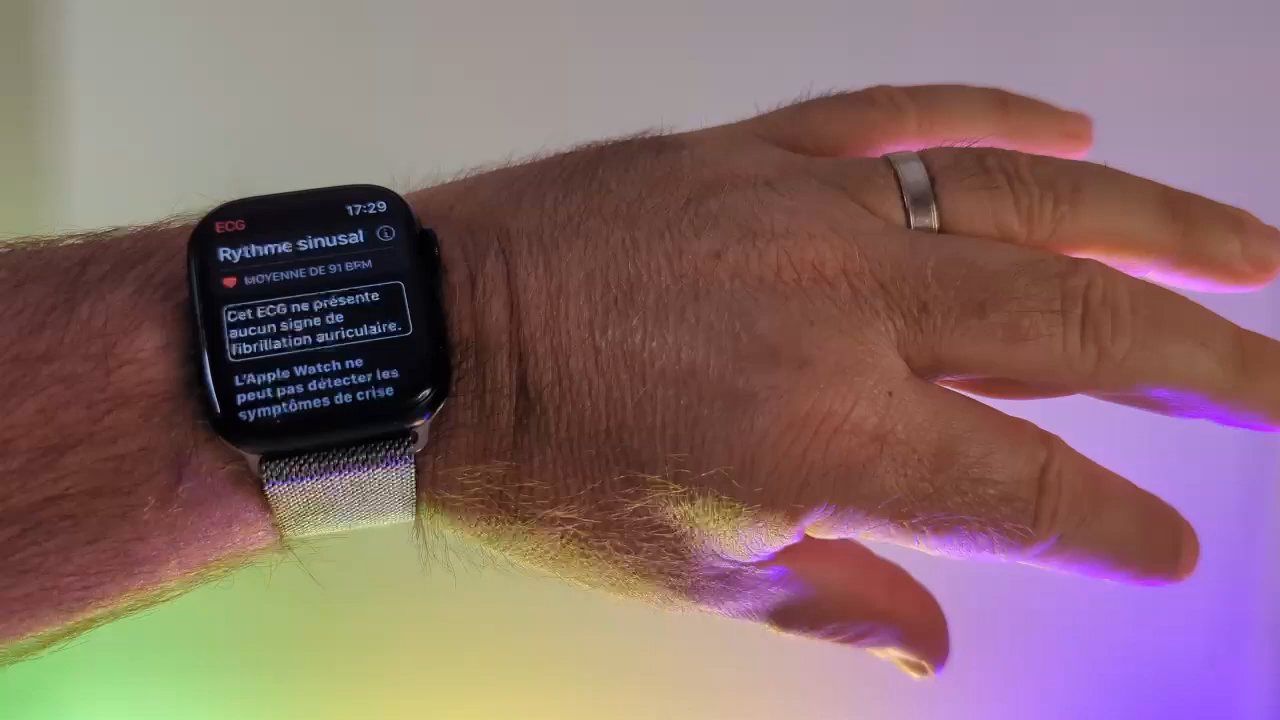 17:29
ECG
Rythme sinusal
MOYENNE DE 91 BPM
Cet ECG ne présente
aucun signe de
fibrillation auriculaire.
L'Apple Watch ne
peut pas détecter les
symptômes de crise